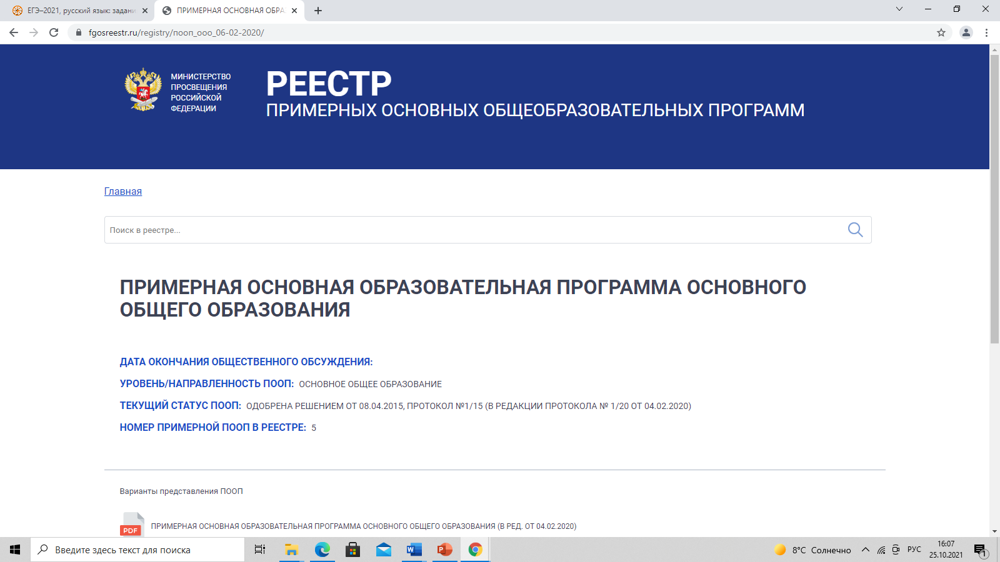 ЕГЭ–2021, русский язык: задани
ПРИМЕРНАЯ ОСНОВНАЯ ОБРА
fgosreestr.ru/registry/пооп_ооо_06-02-2020/
МИНИСТЕРСТВО
ПРОСВЕЩЕНИЯ
РОССИЙСКОЙ
ФЕДЕРАЦИИ
РЕЕСТР
ПРИМЕРНЫХ ОСНОВНЫХ ОБЩЕОБРАЗОВАТЕЛЬНЫХ ПРОГРАММ
Главная
Поиск в реестре...
ПРИМЕРНАЯ ОСНОВНАЯ ОБРАЗОВАТЕЛЬНАЯ ПРОГРАММА ОСНОВНОГО
ОБЩЕГО ОБРАЗОВАНИЯ
ДАТА ОКОНЧАНИЯ ОБЩЕСТВЕННОГО ОБСУЖДЕНИЯ:
УРОВЕНЬ/НАПРАВЛЕННОСТЬ ПООП: ОСНОВНОЕ ОБЩЕЕ ОБРАЗОВАНИЕ
ТЕКУЩИЙ СТАТУС ПООП: ОДОБРЕНА РЕШЕНИЕМ ОТ 08.04.2015, ПРОТОКОЛ №1/15 (В РЕДАКЦИИ ПРОТОКОЛА № 1/20 ОТ 04.02.2020)
НОМЕР ПРИМЕРНОЙ ПООП В РЕЕСТРЕ: 5
Варианты представления ПООП
PDF ПРИМЕРНАЯ ОСНОВНАЯ ОБРАЗОВАТЕЛЬНАЯ ПРОГРАММА ОСНОВНОГО ОБЩЕГО ОБРАЗОВАНИЯ (В РЕД. ОТ 04.02.2020)
Введите здесь текст для поиска
W
P
8°C Солнечно
РУС
16:07
25.10.2021
1